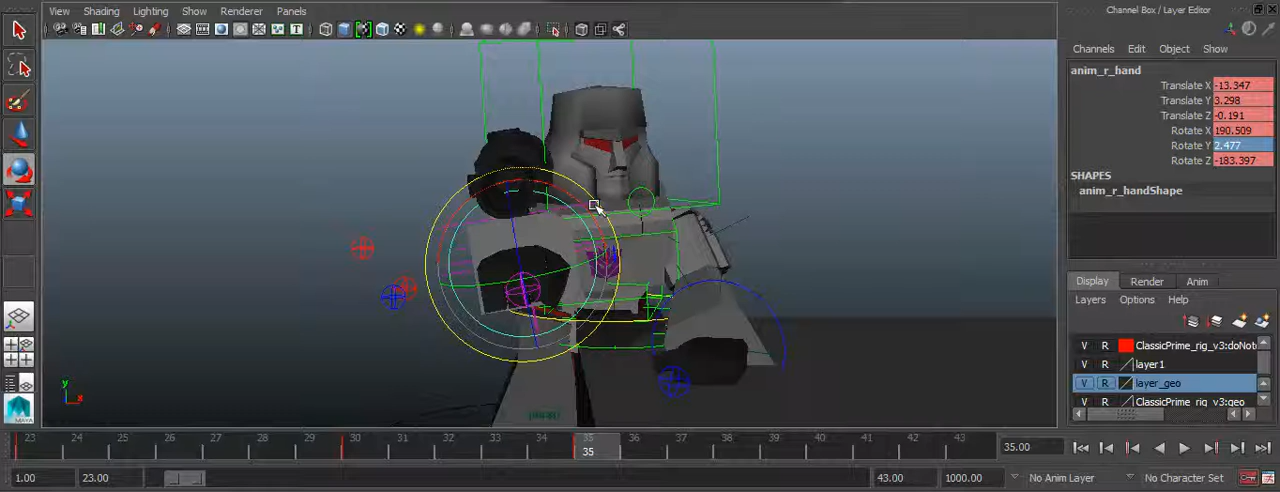 View Shading Lighting Show Renderer Panels
Channel Box / Layer Editor
Channels Edit Object Show
anim_r_hand
Translate X -13.347
Translate Y 3.298
Translate Z -0.191
Rotate X 190.509
Rotate Y 2.477
Rotate Z -183.397
SHAPES
anim_r_handShape
Display Render Anim
Layers Options Help
V R ClassicPrime_rig_v3:doNot
V R layer1
V R layer_geo
V R ClassicPrime_rig_v3:geo
y
x
MAYA
23 24 25 26 27 28 29 30 31 32 33 34 35 36 37 38 39 40 41 42 43
35
35.00
1.00 23.00 43.00 1000.00 No Anim Layer No Character Set